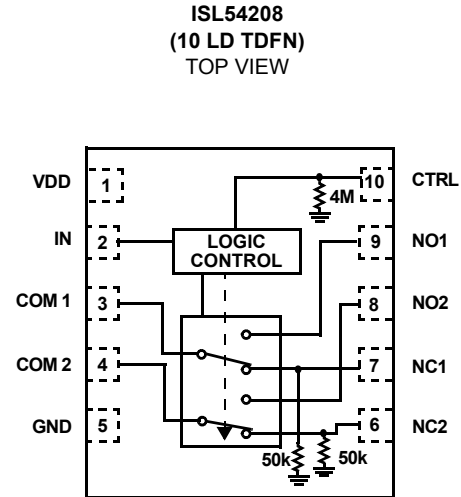 ISL54208
(10 LD TDFN)
TOP VIEW
VDD 1 10 CTRL
4M
IN 2 LOGIC CONTROL 9 NO1
COM 1 3 8 NO2
COM 2 4 7 NC1
GND 5 6 NC2
50k 50k